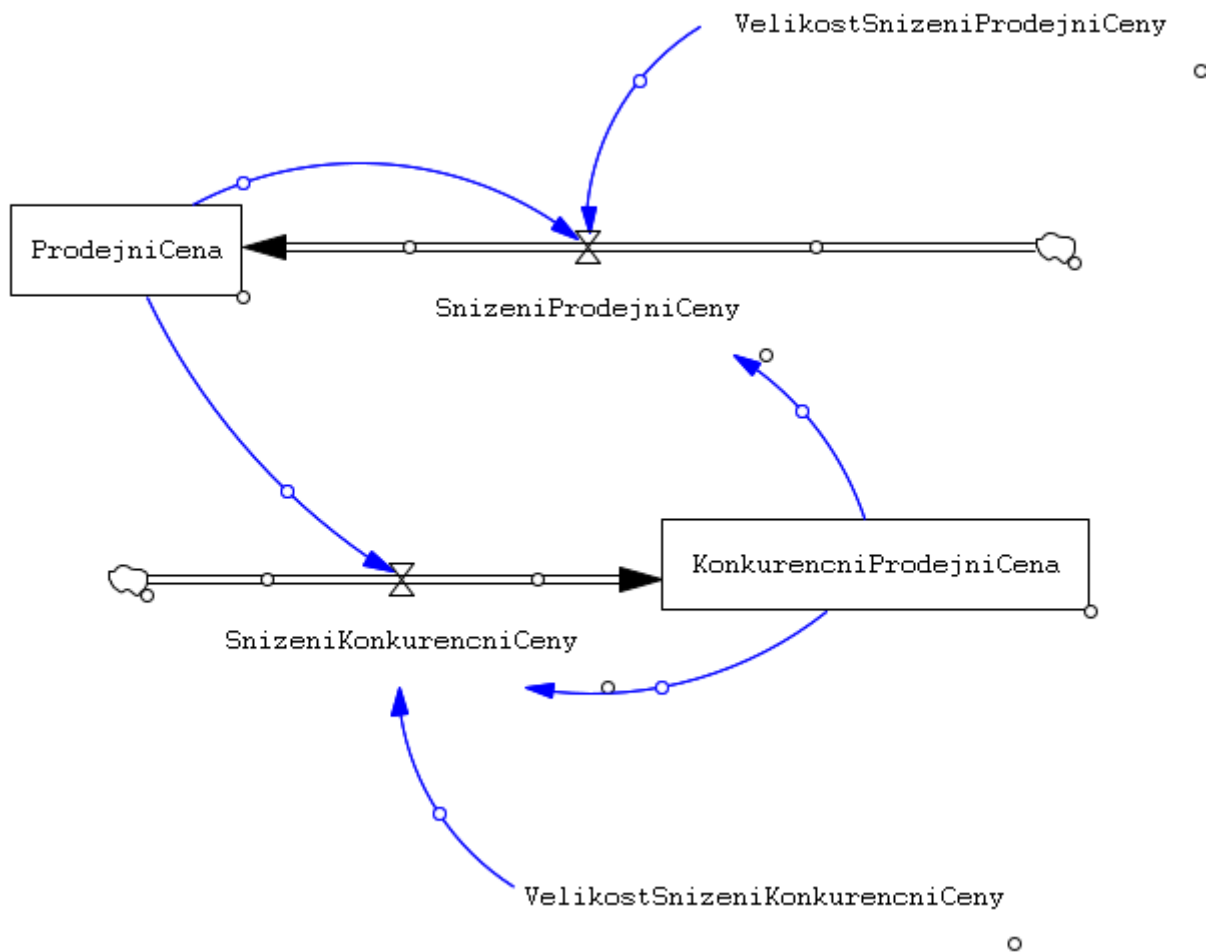 VelikostSnizeniProdejniCeny
ProdejniCena
SnizeniProdejniCeny
KonkurencniProdejniCena
SnizeniKonkurencniCeny
VelikostSnizeniKonkurencniCeny